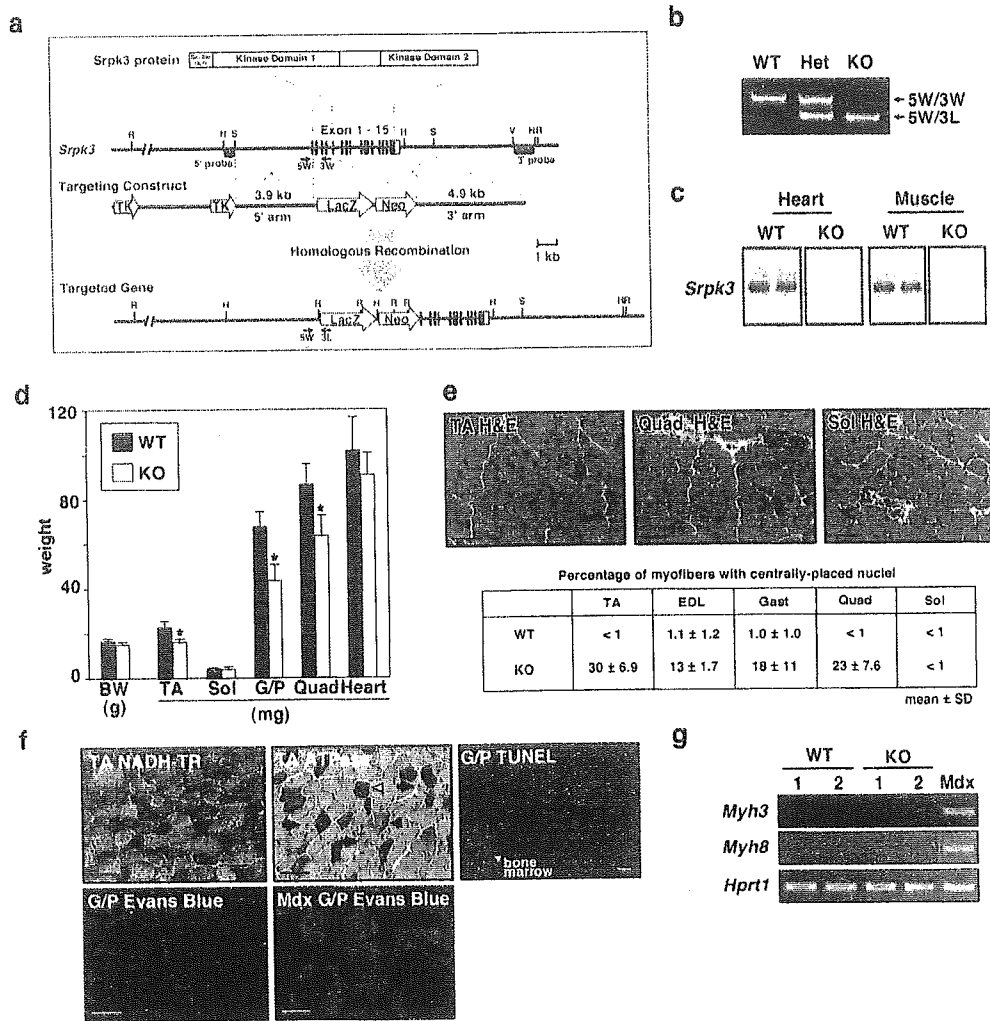 a
Srpk3 protein
Kinase Domain 1
Kinase Domain 2
R
H S
Exon 1 - 15
H
S
V
HR
Srpk3
5' probe
5W
3W
3' probe
Targeting Construct
3.9 kb
4.9 kb
TK
TK
LacZ
Neo
5' arm
3' arm
Homologous Recombination
1 kb
Targeted Gene
R
H
R
R H R R
H
S
HR
LacZ
Neo
5W
3L
b
WT Het KO
←5W/3W
←5W/3L
c
Heart Muscle
WT KO WT KO
Srpk3
d
120
80
40
0
weight
WT
KO
*
*
*
BW TA Sol G/P Quad Heart
(g) (mg)
e
TA H&E
Quad H&E
Sol H&E
Percentage of myofibers with centrally-placed nuclei
TA EDL Gast Quad Sol
WT < 1 1.1 ± 1.2 1.0 ± 1.0 < 1 < 1
KO 30 ± 6.9 13 ± 1.7 18 ± 11 23 ± 7.6 < 1
mean ± SD
f
TA NADH-TR
TA ATPase
G/P TUNEL
bone
marrow
G/P Evans Blue
Mdx G/P Evans Blue
g
WT KO
1 2 1 2 Mdx
Myh3
Myh8
Hprt1